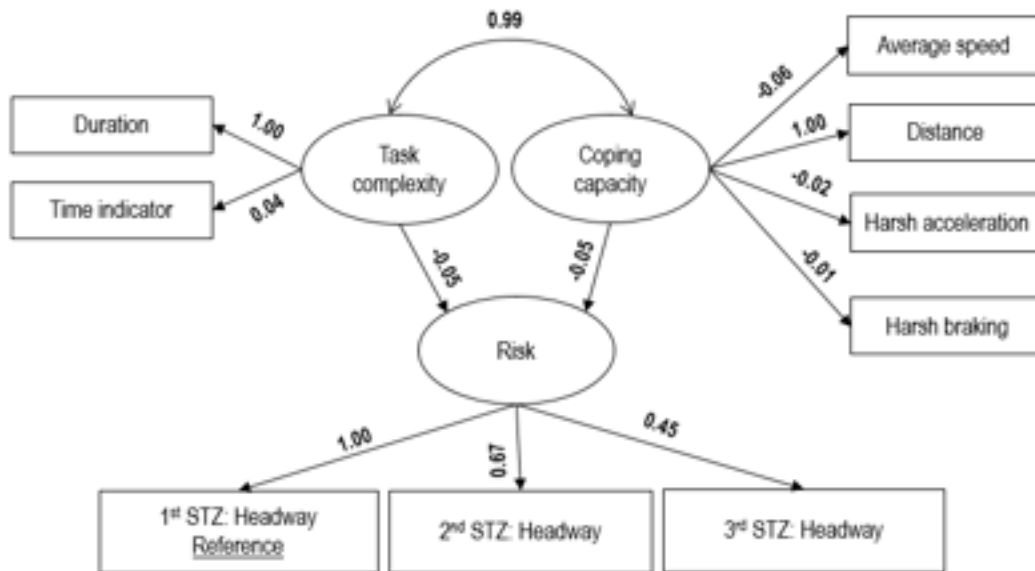 0.99
Average speed
-0.06
Duration
1.00
Task
complexity
Coping
capacity
1.00
Distance
Time indicator
0.04
-0.02
Harsh acceleration
-0.05
-0.05
-0.01
Harsh braking
Risk
1.00
0.67
0.45
1st STZ: Headway
Reference
2nd STZ: Headway
3rd STZ: Headway